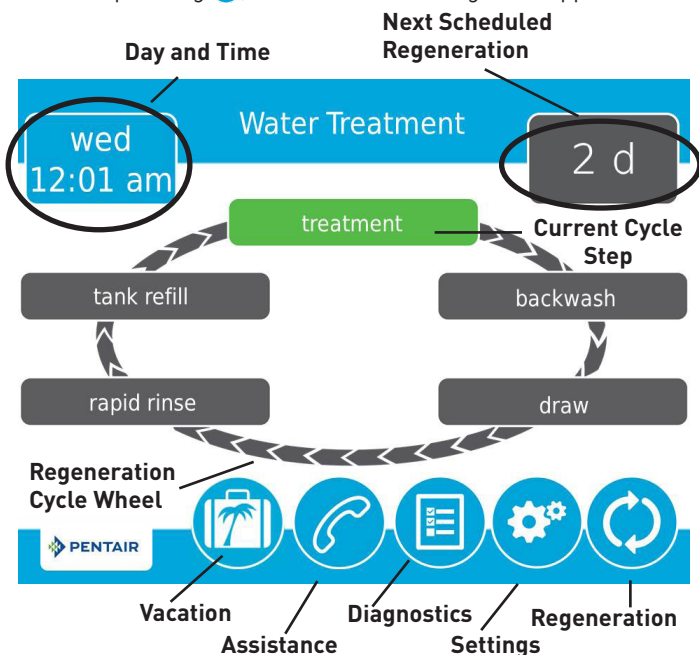 Next Scheduled
Regeneration
Day and Time
wed
12:01 am
Water Treatment
2 d
treatment
Current Cycle
Step
tank refill
backwash
rapid rinse
draw
Regeneration
Cycle Wheel
PENTAIR
Vacation
Assistance
Diagnostics
Settings
Regeneration